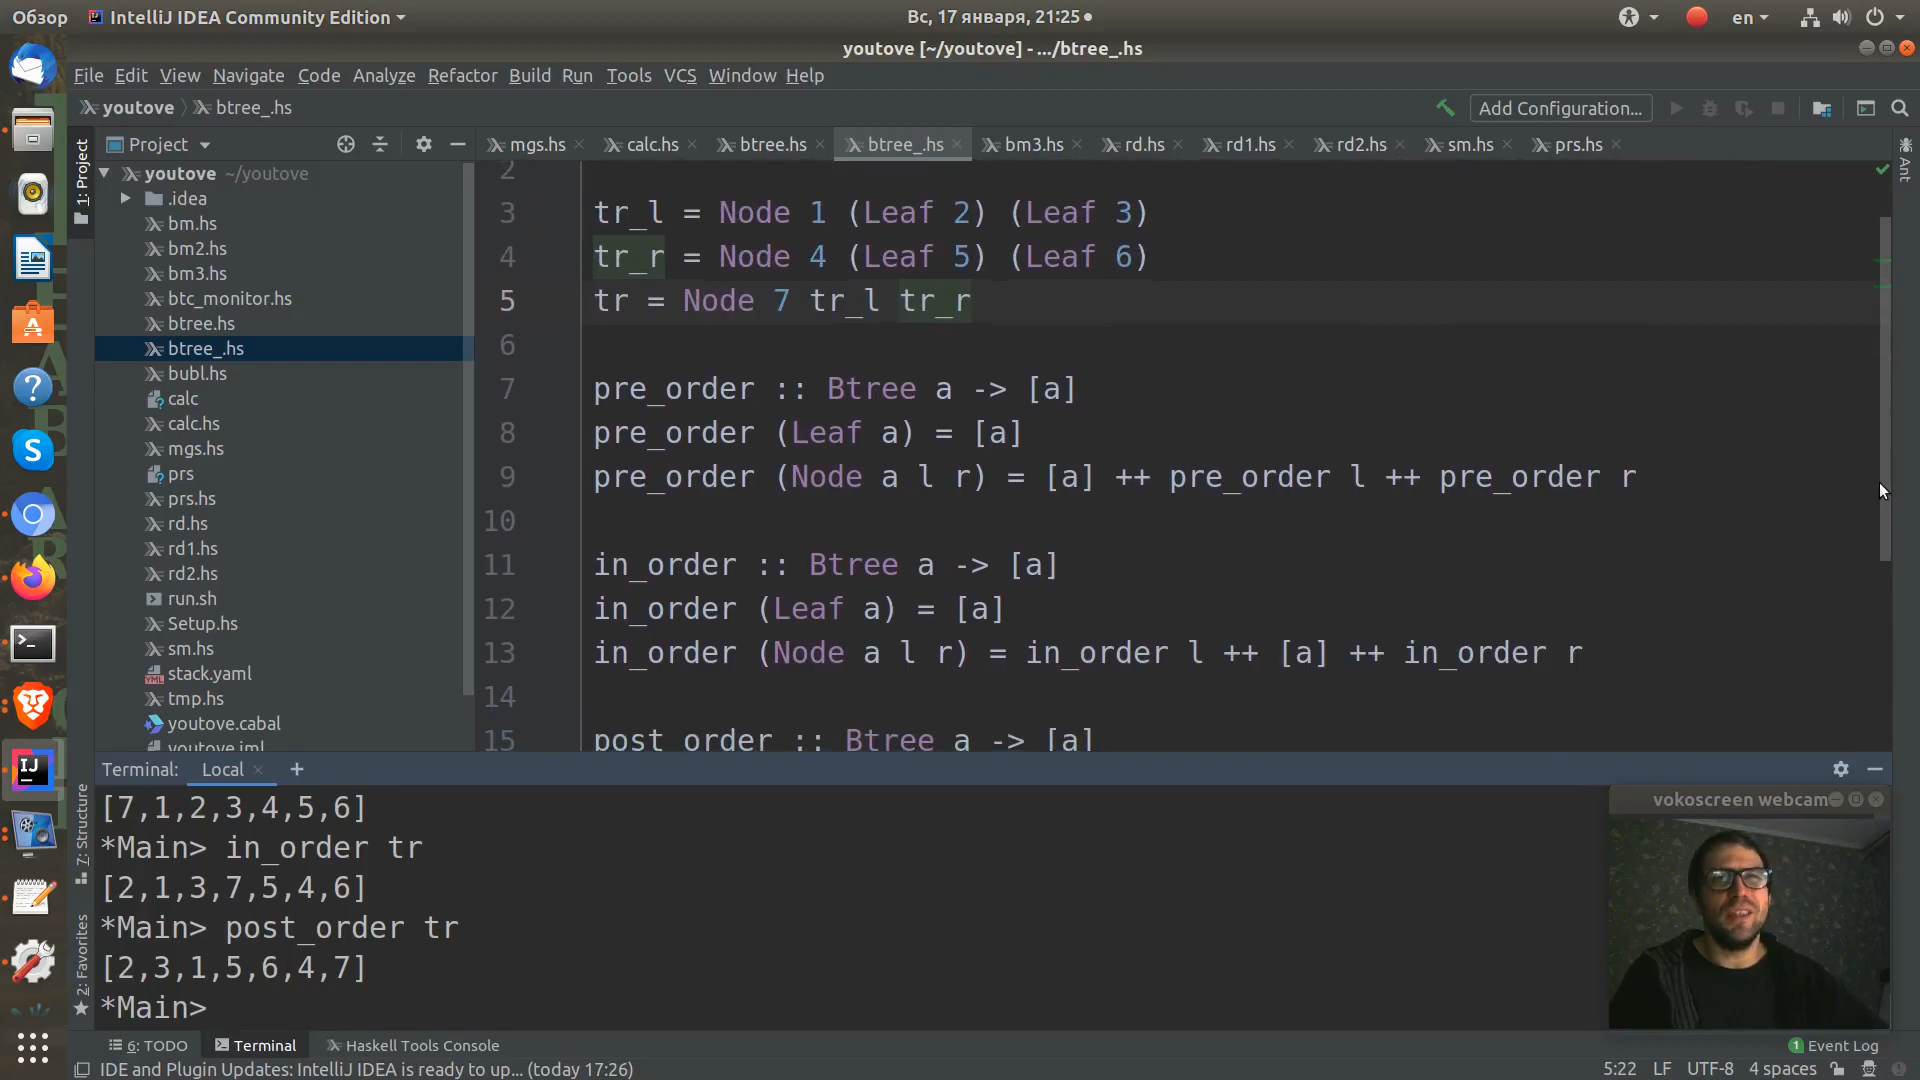 Обзор IntelliJ IDEA Community Edition Вс, 17 января, 21:25 en
youtove [~/youtove] - .../btree_.hs
File Edit View Navigate Code Analyze Refactor Build Run Tools VCS Window Help
youtove btree_.hs Add Configuration...
1: Project
Project
mgs.hs calc.hs btree.hs btree_.hs bm3.hs rd.hs rd1.hs rd2.hs sm.hs prs.hs
Ant
youtove ~/youtove
.idea
bm.hs
bm2.hs
bm3.hs
btc_monitor.hs
btree.hs
btree_.hs
bubl.hs
calc
calc.hs
mgs.hs
prs
prs.hs
rd.hs
rd1.hs
rd2.hs
run.sh
Setup.hs
sm.hs
stack.yaml
tmp.hs
youtove.cabal
youtove.iml
2
3 tr_l = Node 1 (Leaf 2) (Leaf 3)
4 tr_r = Node 4 (Leaf 5) (Leaf 6)
5 tr = Node 7 tr_l tr_r
6
7 pre_order :: Btree a -> [a]
8 pre_order (Leaf a) = [a]
9 pre_order (Node a l r) = [a] ++ pre_order l ++ pre_order r
10
11 in_order :: Btree a -> [a]
12 in_order (Leaf a) = [a]
13 in_order (Node a l r) = in_order l ++ [a] ++ in_order r
14
15 post_order :: Btree a -> [a]
Terminal: Local +
[7,1,2,3,4,5,6]
*Main> in_order tr
[2,1,3,7,5,4,6]
*Main> post_order tr
[2,3,1,5,6,4,7]
*Main>
vokoscreen webcam
7: Structure
2: Favorites
6: TODO Terminal Haskell Tools Console 1 Event Log
IDE and Plugin Updates: IntelliJ IDEA is ready to up... (today 17:26) 5:22 LF UTF-8 4 spaces